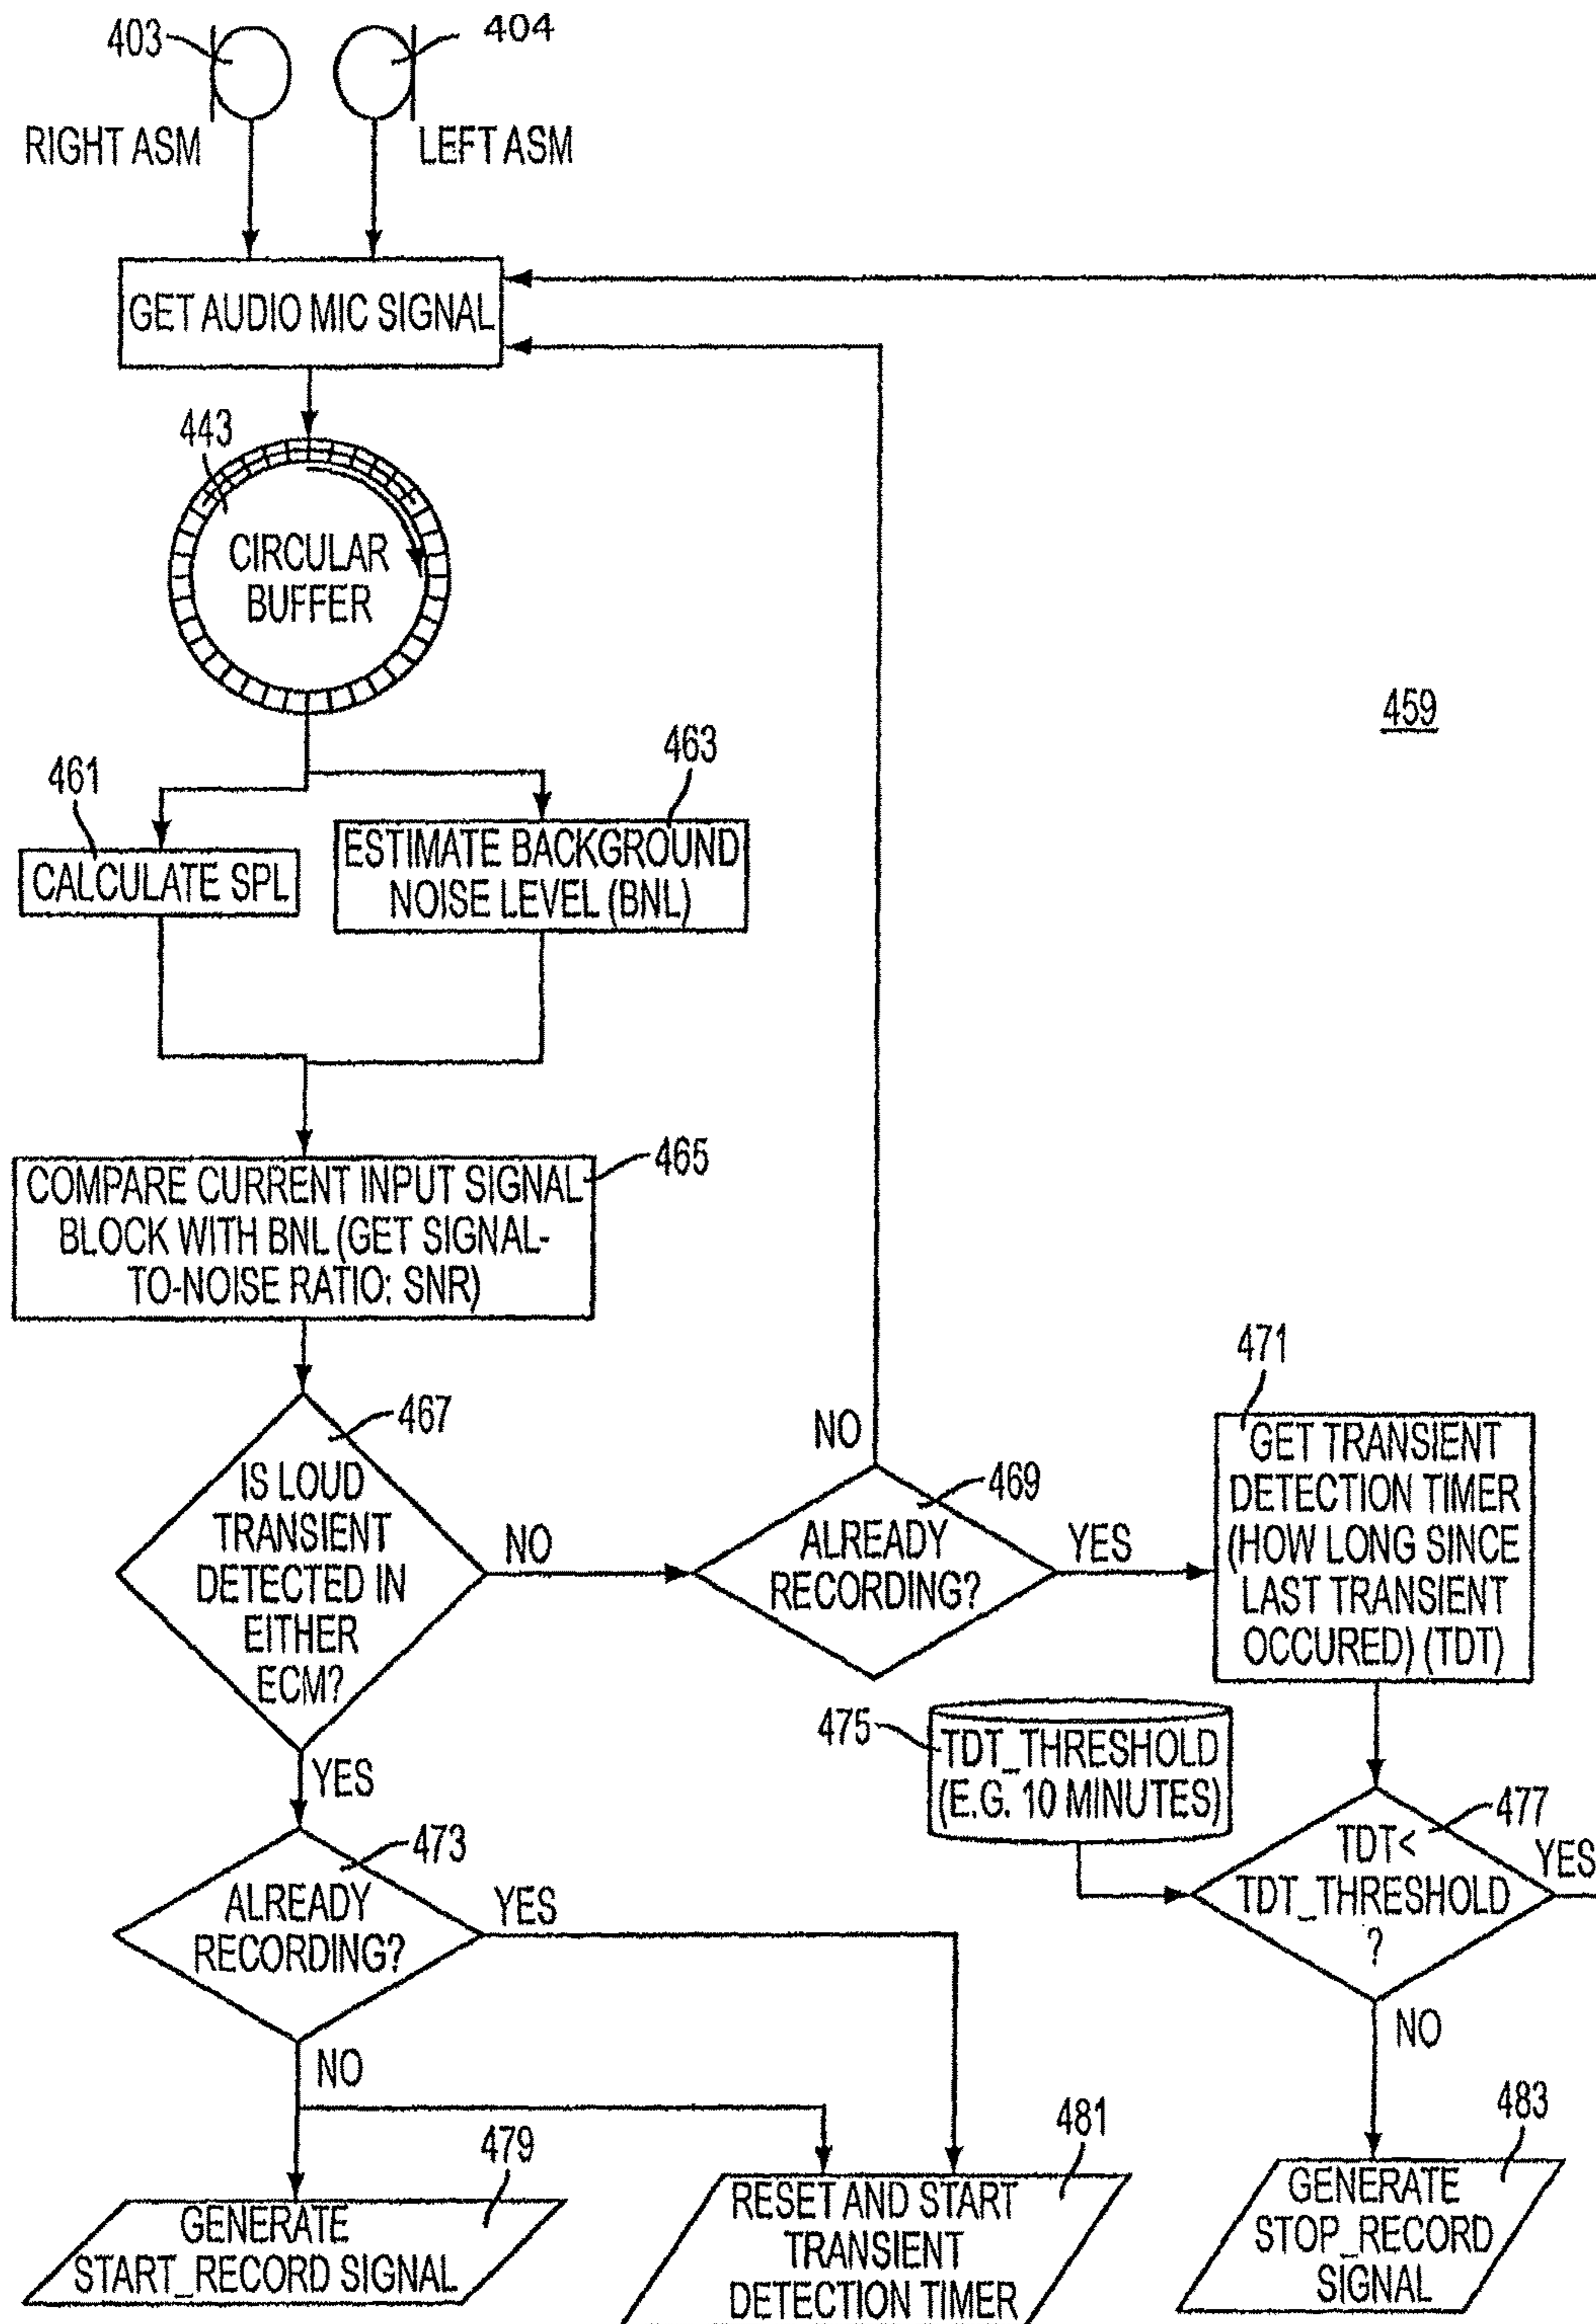 403
404
RIGHT ASM
LEFT ASM
GET AUDIO MIC SIGNAL
443
CIRCULAR
BUFFER
459
461
463
CALCULATE SPL
ESTIMATE BACKGROUND
NOISE LEVEL (BNL)
465
COMPARE CURRENT INPUT SIGNAL
BLOCK WITH BNL (GET SIGNAL-
TO-NOISE RATIO: SNR)
467
IS LOUD
TRANSIENT
DETECTED IN
EITHER
ECM?
NO
NO
469
ALREADY
RECORDING?
YES
471
GET TRANSIENT
DETECTION TIMER
(HOW LONG SINCE
LAST TRANSIENT
OCCURED) (TDT)
475
TDT_THRESHOLD
(E.G. 10 MINUTES)
477
TDT<
TDT_THRESHOLD
?
YES
NO
YES
473
ALREADY
RECORDING?
YES
NO
479
GENERATE
START_RECORD SIGNAL
481
RESET AND START
TRANSIENT
DETECTION TIMER
483
GENERATE
STOP_RECORD
SIGNAL